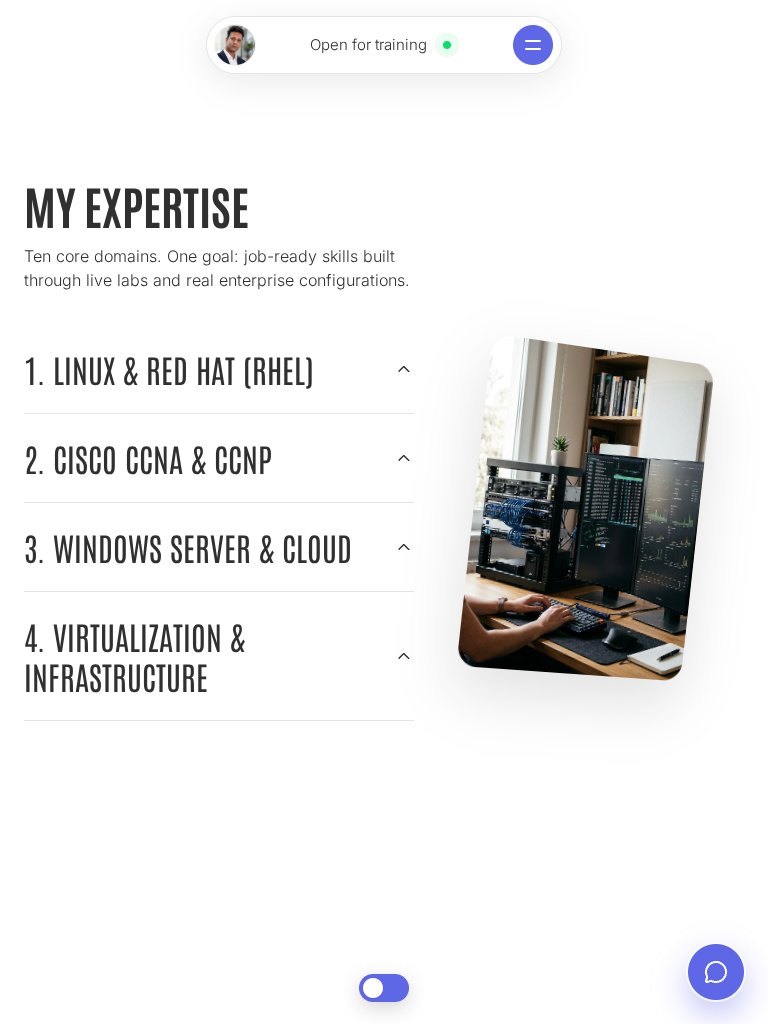 Open for training
MY EXPERTISE
Ten core domains. One goal: job-ready skills built
through live labs and real enterprise configurations.
1. LINUX & RED HAT (RHEL)
2. CISCO CCNA & CCNP
3. WINDOWS SERVER & CLOUD
4. VIRTUALIZATION &
INFRASTRUCTURE